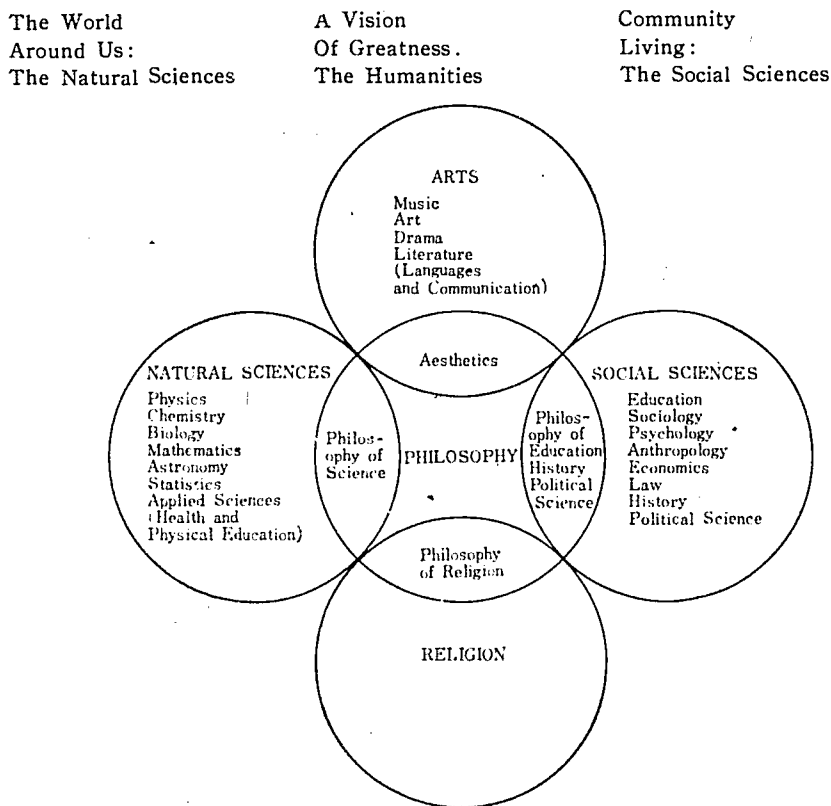 The World
Around Us:
The Natural Sciences
A Vision
Of Greatness.
The Humanities
Community
Living:
The Social Sciences
ARTS
Music
Art
Drama
Literature
(Languages
and Communication)
Aesthetics
NATURAL SCIENCES
Physics
Chemistry
Biology
Mathematics
Astronomy
Statistics
Applied Sciences
(Health and
Physical Education)
Philos-
ophy of
Science
PHILOSOPHY
Philos-
ophy of
Education
History
Political
Science
SOCIAL SCIENCES
Education
Sociology
Psychology
Anthropology
Economics
Law
History
Political Science
Philosophy
of Religion
RELIGION